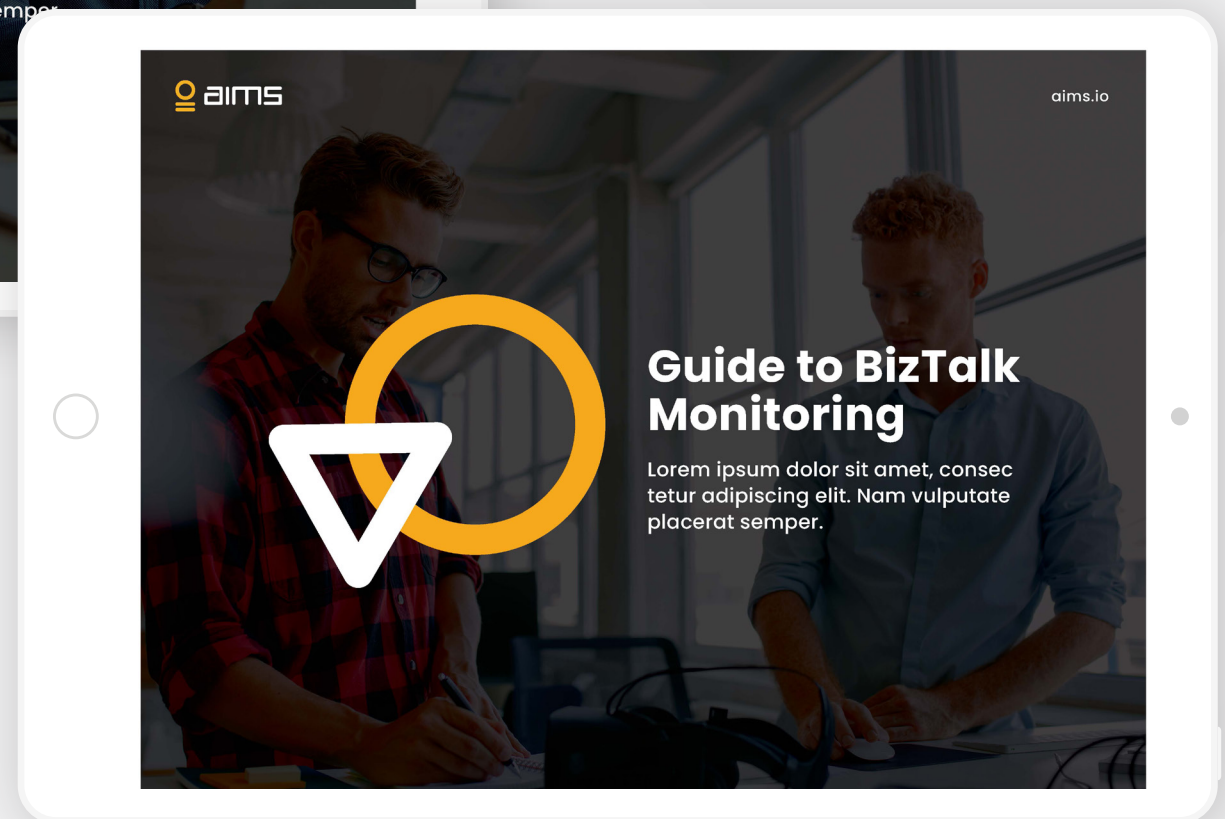 semper
aims
aims.io
Guide to BizTalk
Monitoring
Lorem ipsum dolor sit amet, consec
tetur adipiscing elit. Nam vulputate
placerat semper.